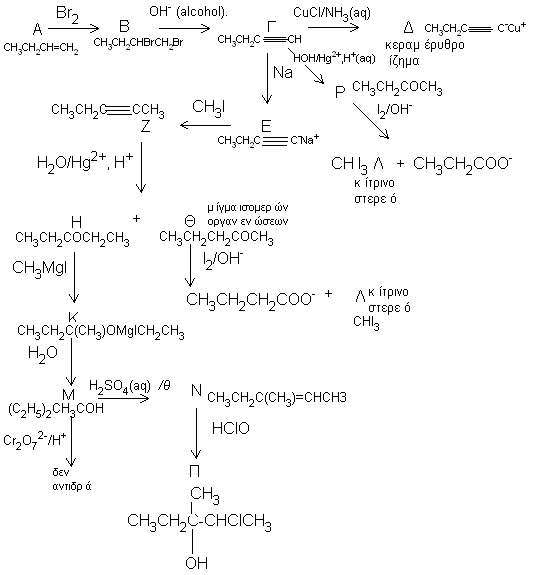 A Br2 B OH- (alcohol). Γ CuCl/NH3(aq) Δ CH3CH2C≡C-Cu+
CH3CH2CH=CH2 CH3CH2CHBrCH2Br CH3CH2C≡CH κεραμ έρυθρο
ίζημα
HOH/Hg2+,H+(aq)
Na
P CH3CH2COCH3
CH3CH2C≡CCH3 CH3I E I2/OH-
Z CH3CH2C≡C-Na+
H2O/Hg2+, H+
CHI3 Λ + CH3CH2COO-
κ ίτρινο
στερε ό
μ ίγμα ισομερ ών
οργαν εν ώσεων
H + Θ
CH3CH2COCH2CH3 CH3CH2CH2COCH3
CH3MgI I2/OH-
CH3CH2CH2COO- + Λ κ ίτρινο
στερε ό
CHI3
K
CH3CH2C(CH3)OMgICH2CH3
H2O
M H2SO4(aq) /θ N CH3CH2C(CH3)=CHCH3
(C2H5)2CH3COH
Cr2O7 2-/H+ HClO
δεν
αντιδρ ά
Π
CH3
CH3CH2C-CHClCH3
OH